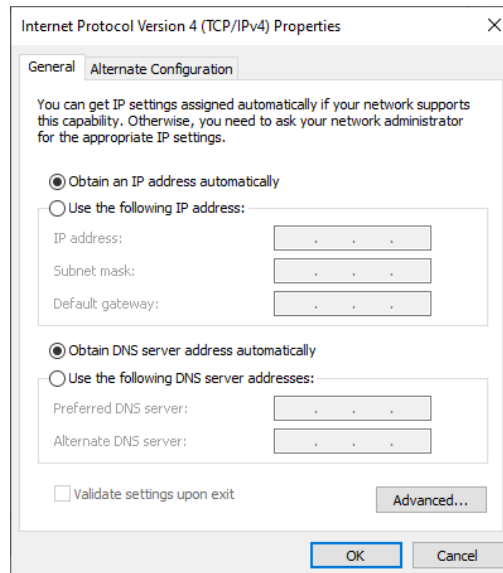 Internet Protocol Version 4 (TCP/IPv4) Properties
General
Alternate Configuration
You can get IP settings assigned automatically if your network supports
this capability. Otherwise, you need to ask your network administrator
for the appropriate IP settings.
Obtain an IP address automatically
Use the following IP address:
IP address:
Subnet mask:
Default gateway:
Obtain DNS server address automatically
Use the following DNS server addresses:
Preferred DNS server:
Alternate DNS server:
Validate settings upon exit
Advanced...
OK
Cancel